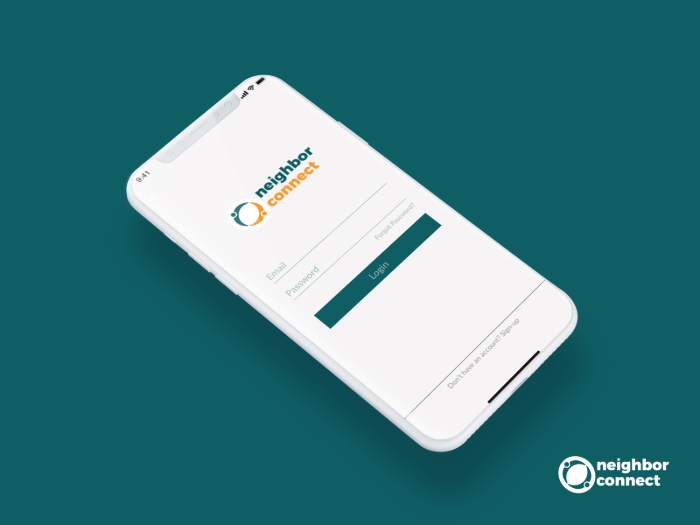 9:41
neighbor
connect
Email
Password
Forgot Password?
Login
Don't have an account? Sign-up
neighbor
connect